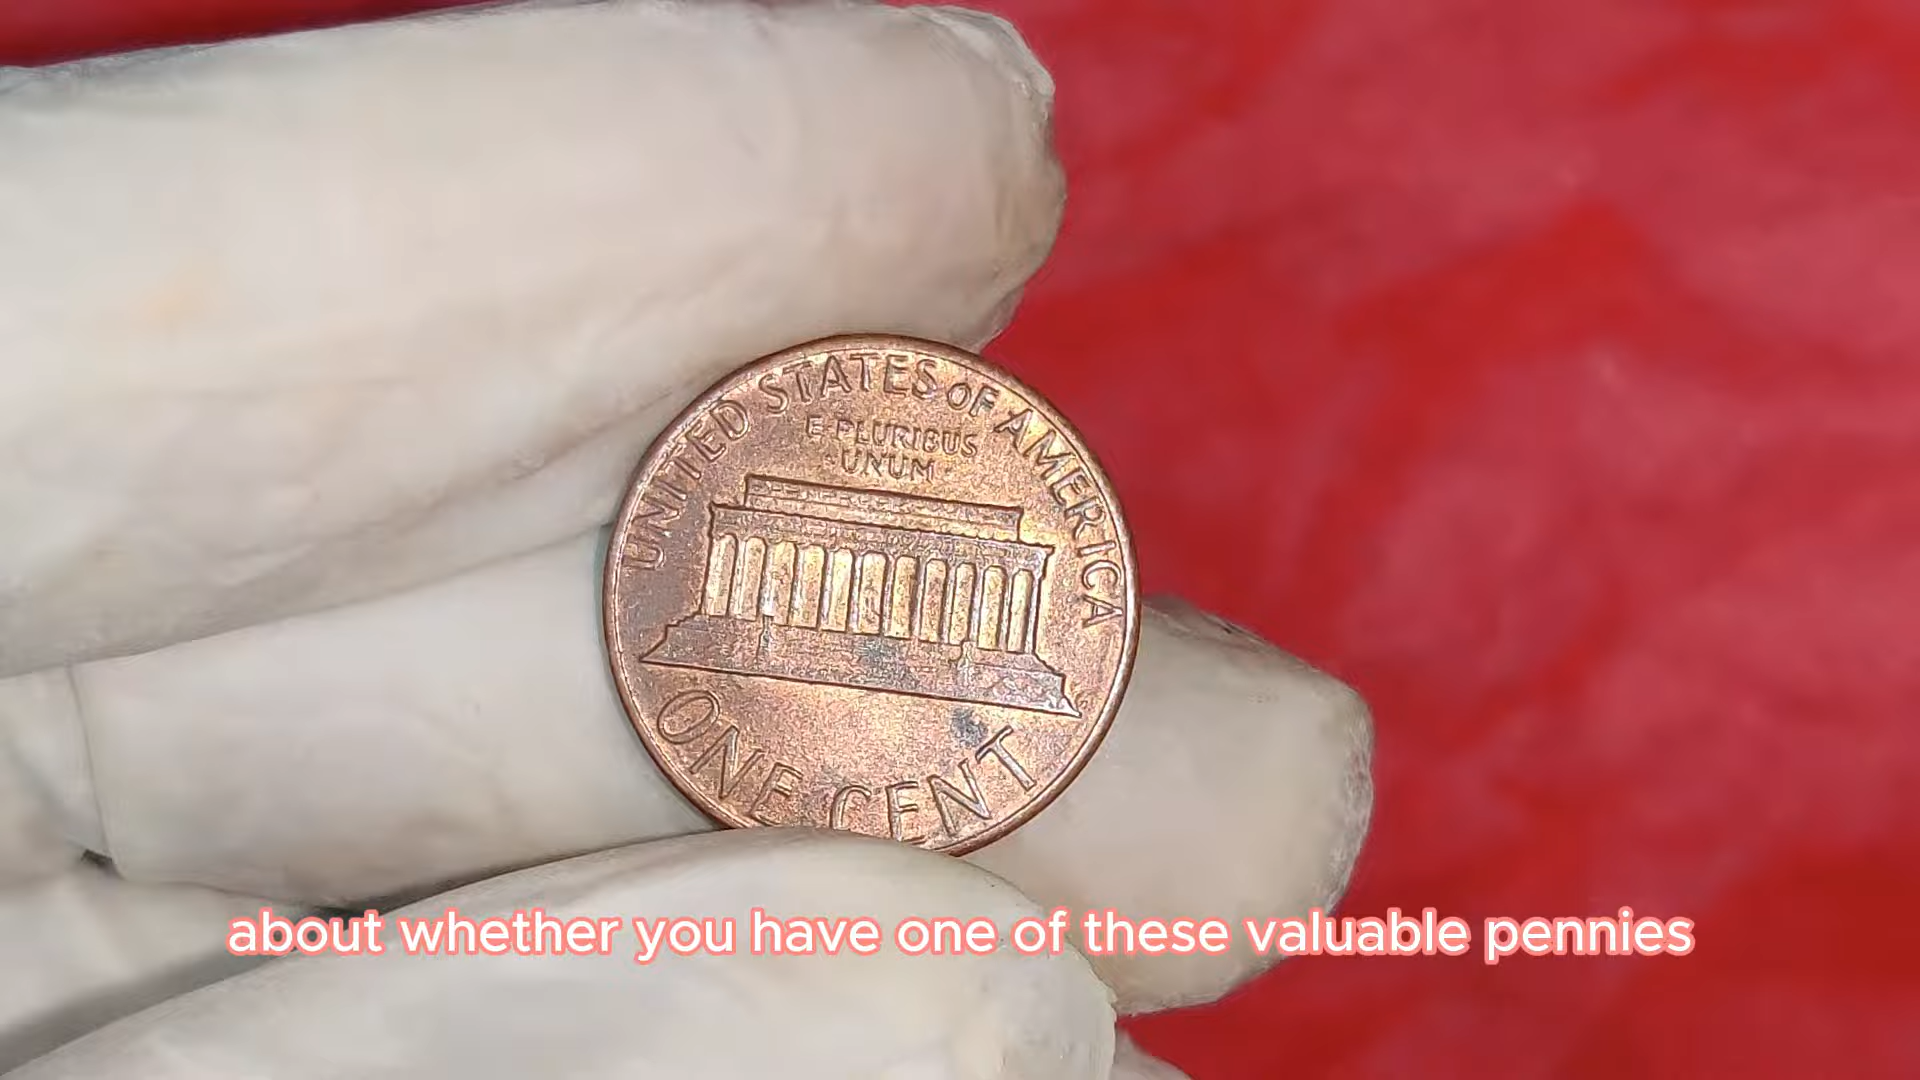 UNITED STATES OF AMERICA
E PLURIBUS
UNUM
ONE CENT
about whether you have one of these valuable pennies